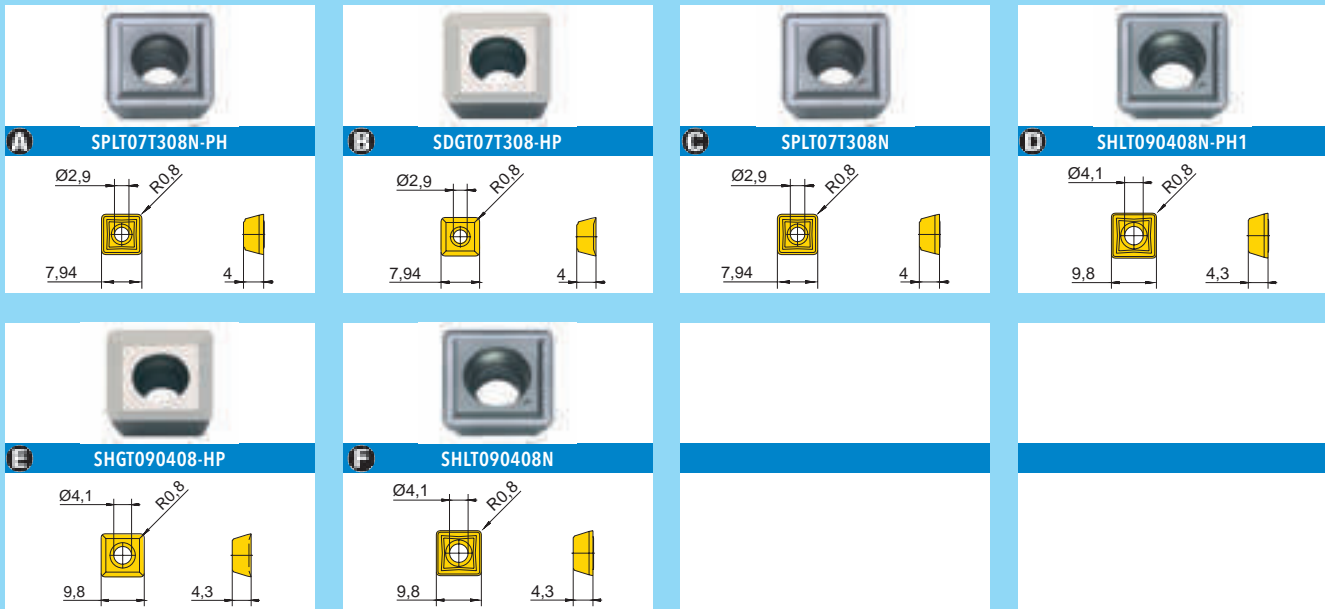 A SPLT07T308N-PH
Ø2,9 R0,8
7,94 4
B SDGT07T308-HP
Ø2,9 R0,8
7,94 4
C SPLT07T308N
Ø2,9 R0,8
7,94 4
D SHLT090408N-PH1
Ø4,1 R0,8
9,8 4,3
E SHGT090408-HP
Ø4,1 R0,8
9,8 4,3
F SHLT090408N
Ø4,1 R0,8
9,8 4,3